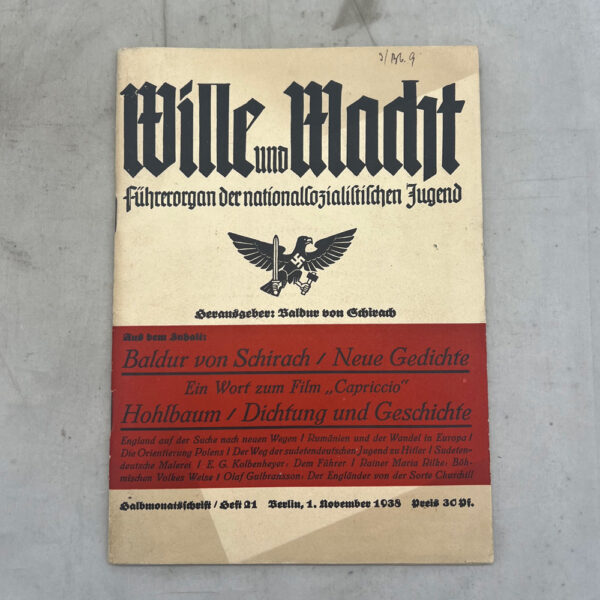 Wille und Macht
Führerorgan der nationalsozialistischen Jugend
Herausgeber: Baldur von Schirach
Aus dem Inhalt:
Baldur von Schirach / Neue Gedichte
Ein Wort zum Film „Capriccio“
Hohlbaum / Dichtung und Geschichte
England auf der Suche nach neuen Wegen / Rumänien und der Wandel in Europa /
Die Orientierung Polens / Der Weg der sudetendeutschen Jugend zu Hitler / Sudeten-
deutsche Malerei / E. G. Kolbenheyer: Dem Führer / Rainer Maria Rilke: Böh-
mischen Volkes Weise / Olaf Gulbransson: Der Engländer von der Sorte Churchill
Halbmonatsschrift / Heft 21 Berlin, 1. November 1938 Preis 30 Pf.